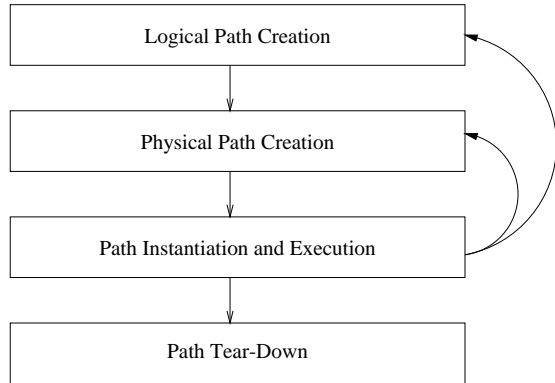 Logical Path Creation
Physical Path Creation
Path Instantiation and Execution
Path Tear-Down